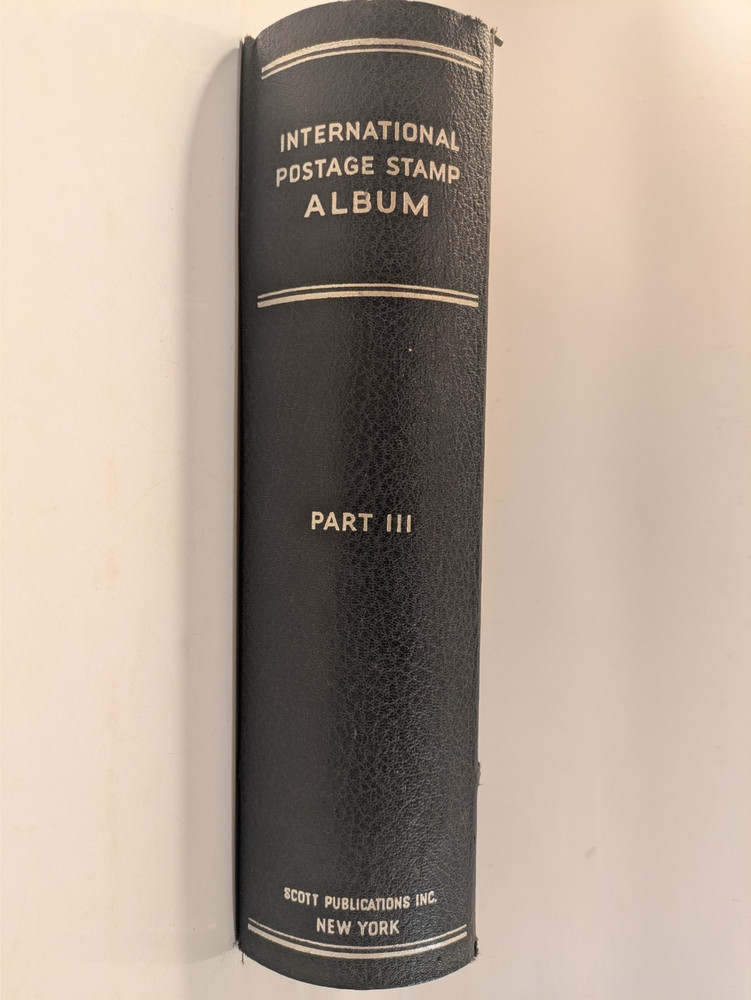 INTERNATIONAL
POSTAGE STAMP
ALBUM
PART III
SCOTT PUBLICATIONS INC.
NEW YORK